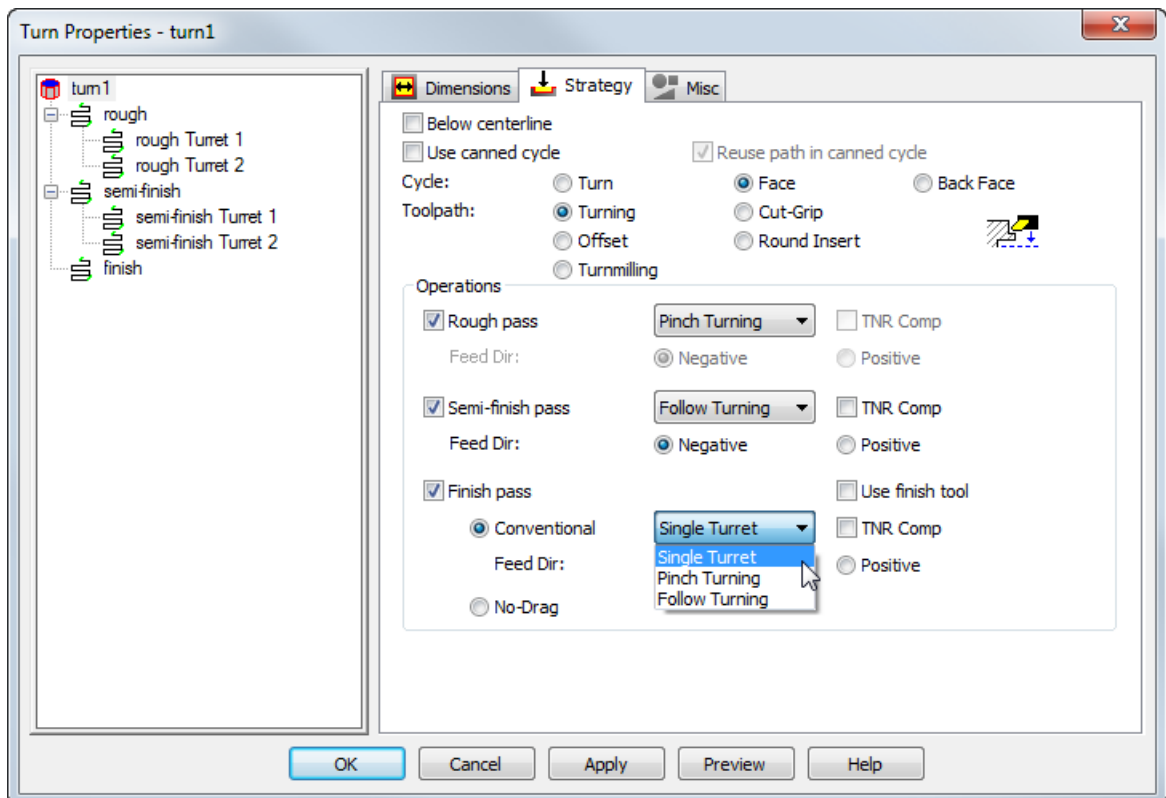 Turn Properties - turn1
turn1
rough
rough Turret 1
rough Turret 2
semi-finish
semi-finish Turret 1
semi-finish Turret 2
finish
Dimensions Strategy Misc
Below centerline
Use canned cycle Reuse path in canned cycle
Cycle: Turn Face Back Face
Toolpath: Turning Cut-Grip
Offset Round Insert
Turnmilling
Operations
Rough pass Pinch Turning TNR Comp
Feed Dir: Negative Positive
Semi-finish pass Follow Turning TNR Comp
Feed Dir: Negative Positive
Finish pass Use finish tool
Conventional Single Turret TNR Comp
Feed Dir: Single Turret Positive
Pinch Turning
No-Drag Follow Turning
OK Cancel Apply Preview Help